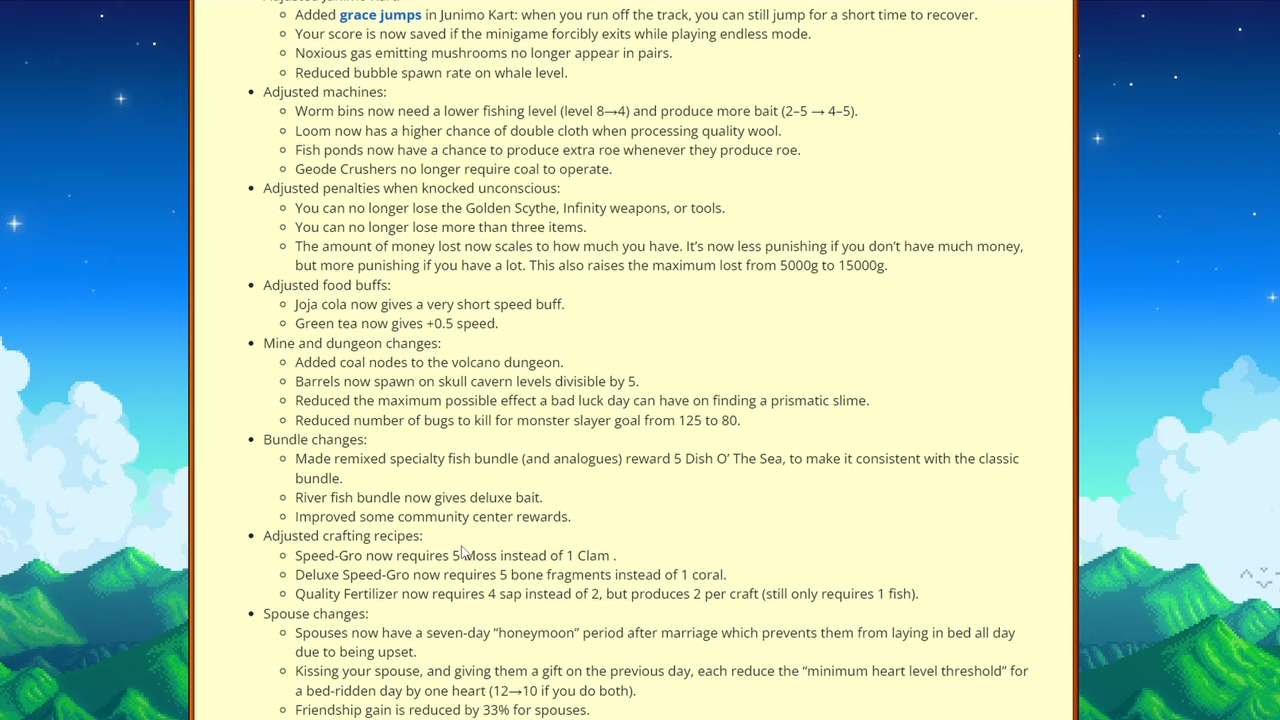 Added grace jumps in Junimo Kart: when you run off the track, you can still jump for a short time to recover.
Your score is now saved if the minigame forcibly exits while playing endless mode.
Noxious gas emitting mushrooms no longer appear in pairs.
Reduced bubble spawn rate on whale level.
Adjusted machines:
Worm bins now need a lower fishing level (level 8→4) and produce more bait (2–5 → 4–5).
Loom now has a higher chance of double cloth when processing quality wool.
Fish ponds now have a chance to produce extra roe whenever they produce roe.
Geode Crushers no longer require coal to operate.
Adjusted penalties when knocked unconscious:
You can no longer lose the Golden Scythe, Infinity weapons, or tools.
You can no longer lose more than three items.
The amount of money lost now scales to how much you have. It’s now less punishing if you don’t have much money,
but more punishing if you have a lot. This also raises the maximum lost from 5000g to 15000g.
Adjusted food buffs:
Joja cola now gives a very short speed buff.
Green tea now gives +0.5 speed.
Mine and dungeon changes:
Added coal nodes to the volcano dungeon.
Barrels now spawn on skull cavern levels divisible by 5.
Reduced the maximum possible effect a bad luck day can have on finding a prismatic slime.
Reduced number of bugs to kill for monster slayer goal from 125 to 80.
Bundle changes:
Made remixed specialty fish bundle (and analogues) reward 5 Dish O’ The Sea, to make it consistent with the classic
bundle.
River fish bundle now gives deluxe bait.
Improved some community center rewards.
Adjusted crafting recipes:
Speed-Gro now requires 5 Moss instead of 1 Clam .
Deluxe Speed-Gro now requires 5 bone fragments instead of 1 coral.
Quality Fertilizer now requires 4 sap instead of 2, but produces 2 per craft (still only requires 1 fish).
Spouse changes:
Spouses now have a seven-day “honeymoon” period after marriage which prevents them from laying in bed all day
due to being upset.
Kissing your spouse, and giving them a gift on the previous day, each reduce the “minimum heart level threshold” for
a bed-ridden day by one heart (12→10 if you do both).
Friendship gain is reduced by 33% for spouses.